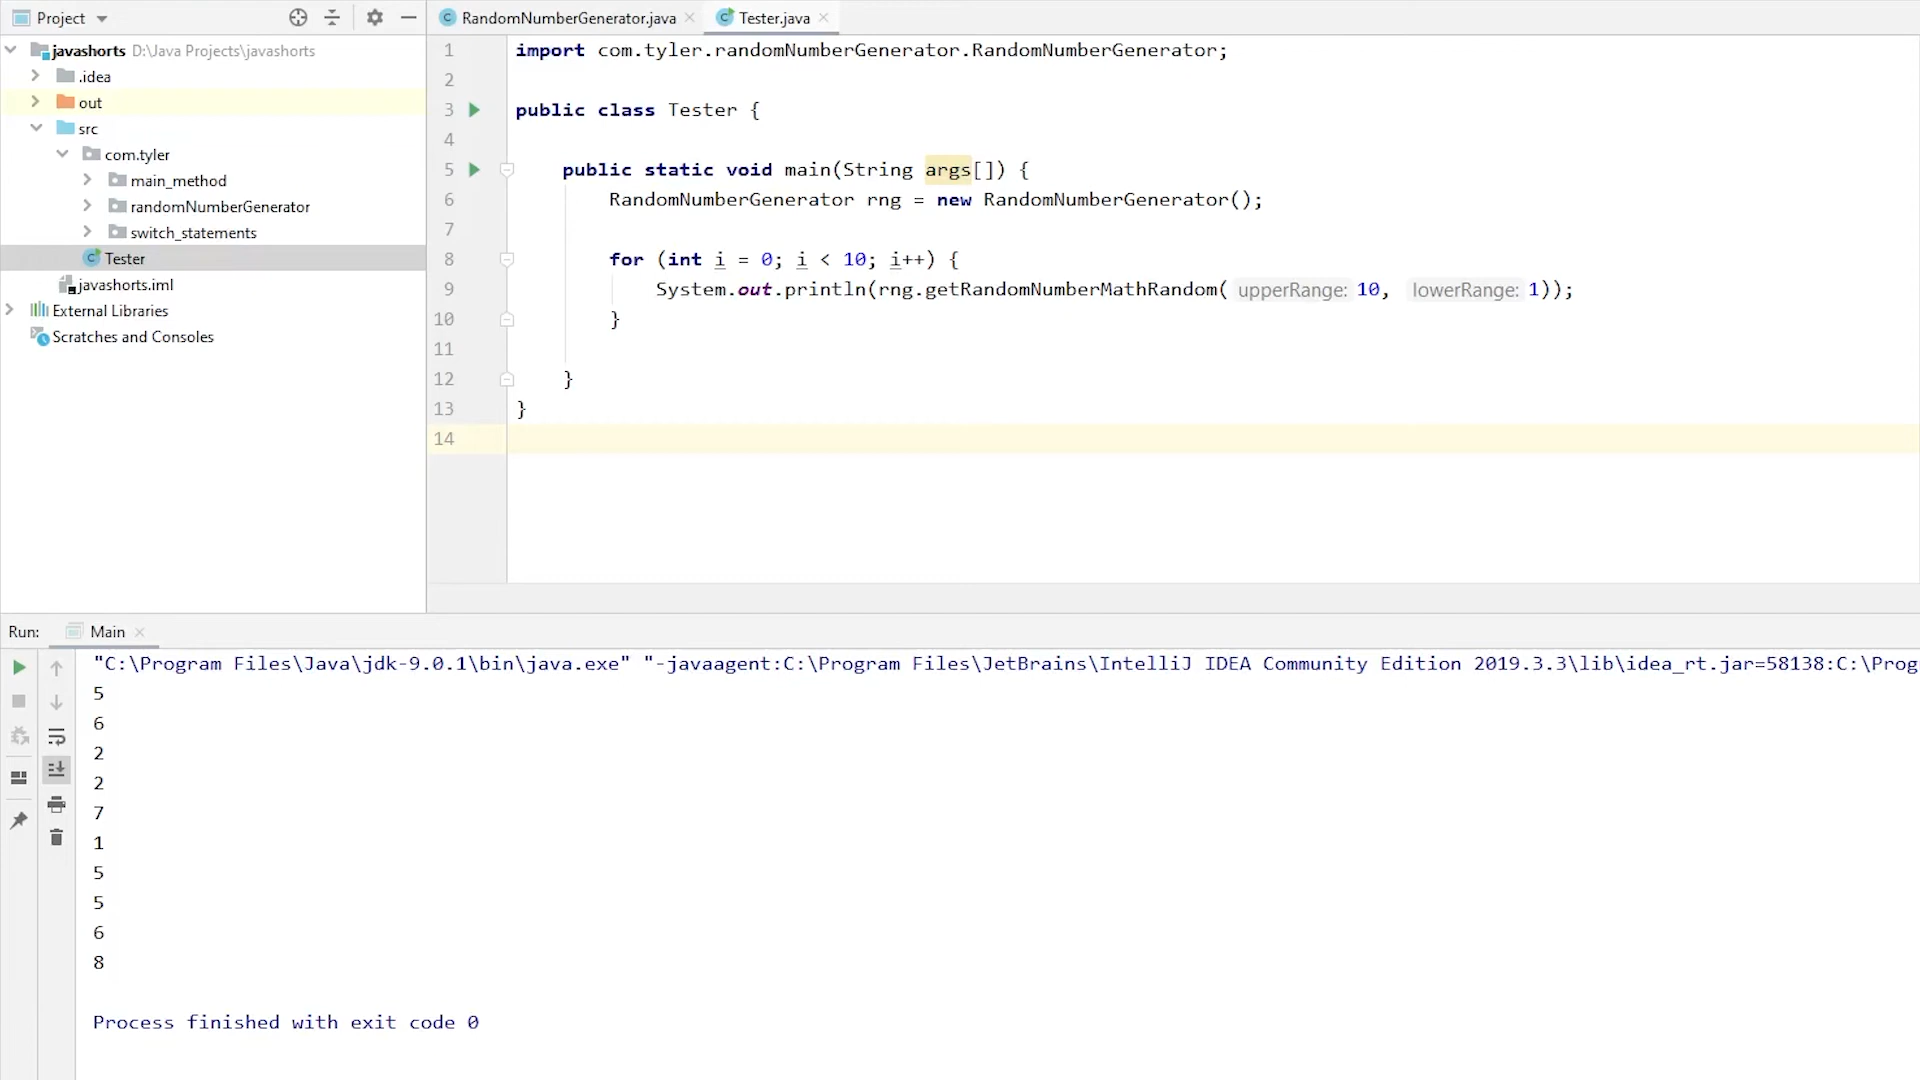 Project
RandomNumberGenerator.java
Tester.java
javashorts D:\Java Projects\javashorts
.idea
out
src
com.tyler
main_method
randomNumberGenerator
switch_statements
Tester
javashorts.iml
External Libraries
Scratches and Consoles
1 import com.tyler.randomNumberGenerator.RandomNumberGenerator;
2
3 public class Tester {
4
5 public static void main(String args[]) {
6 RandomNumberGenerator rng = new RandomNumberGenerator();
7
8 for (int i = 0; i < 10; i++) {
9 System.out.println(rng.getRandomNumberMathRandom( upperRange: 10, lowerRange: 1));
10 }
11
12 }
13 }
14
Run: Main
"C:\Program Files\Java\jdk-9.0.1\bin\java.exe" "-javaagent:C:\Program Files\JetBrains\IntelliJ IDEA Community Edition 2019.3.3\lib\idea_rt.jar=58138:C:\Prog
5
6
2
2
7
1
5
5
6
8
Process finished with exit code 0